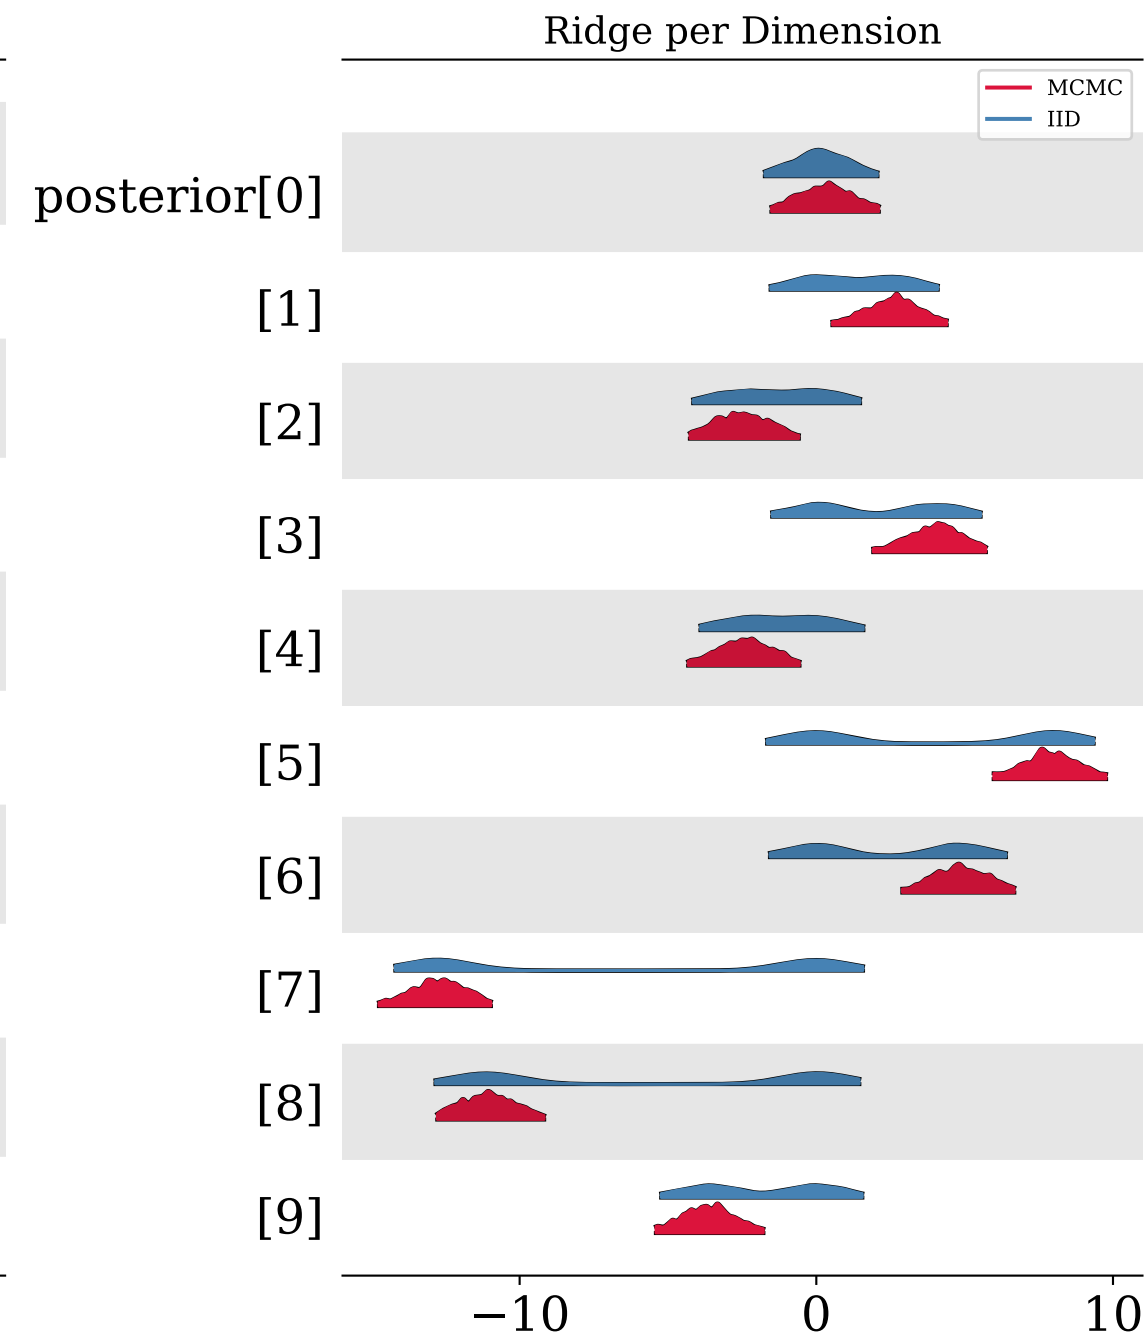 Ridge per Dimension
MCMC
IID
posterior[0]
[1]
[2]
[3]
[4]
[5]
[6]
[7]
[8]
[9]
−10 0 10